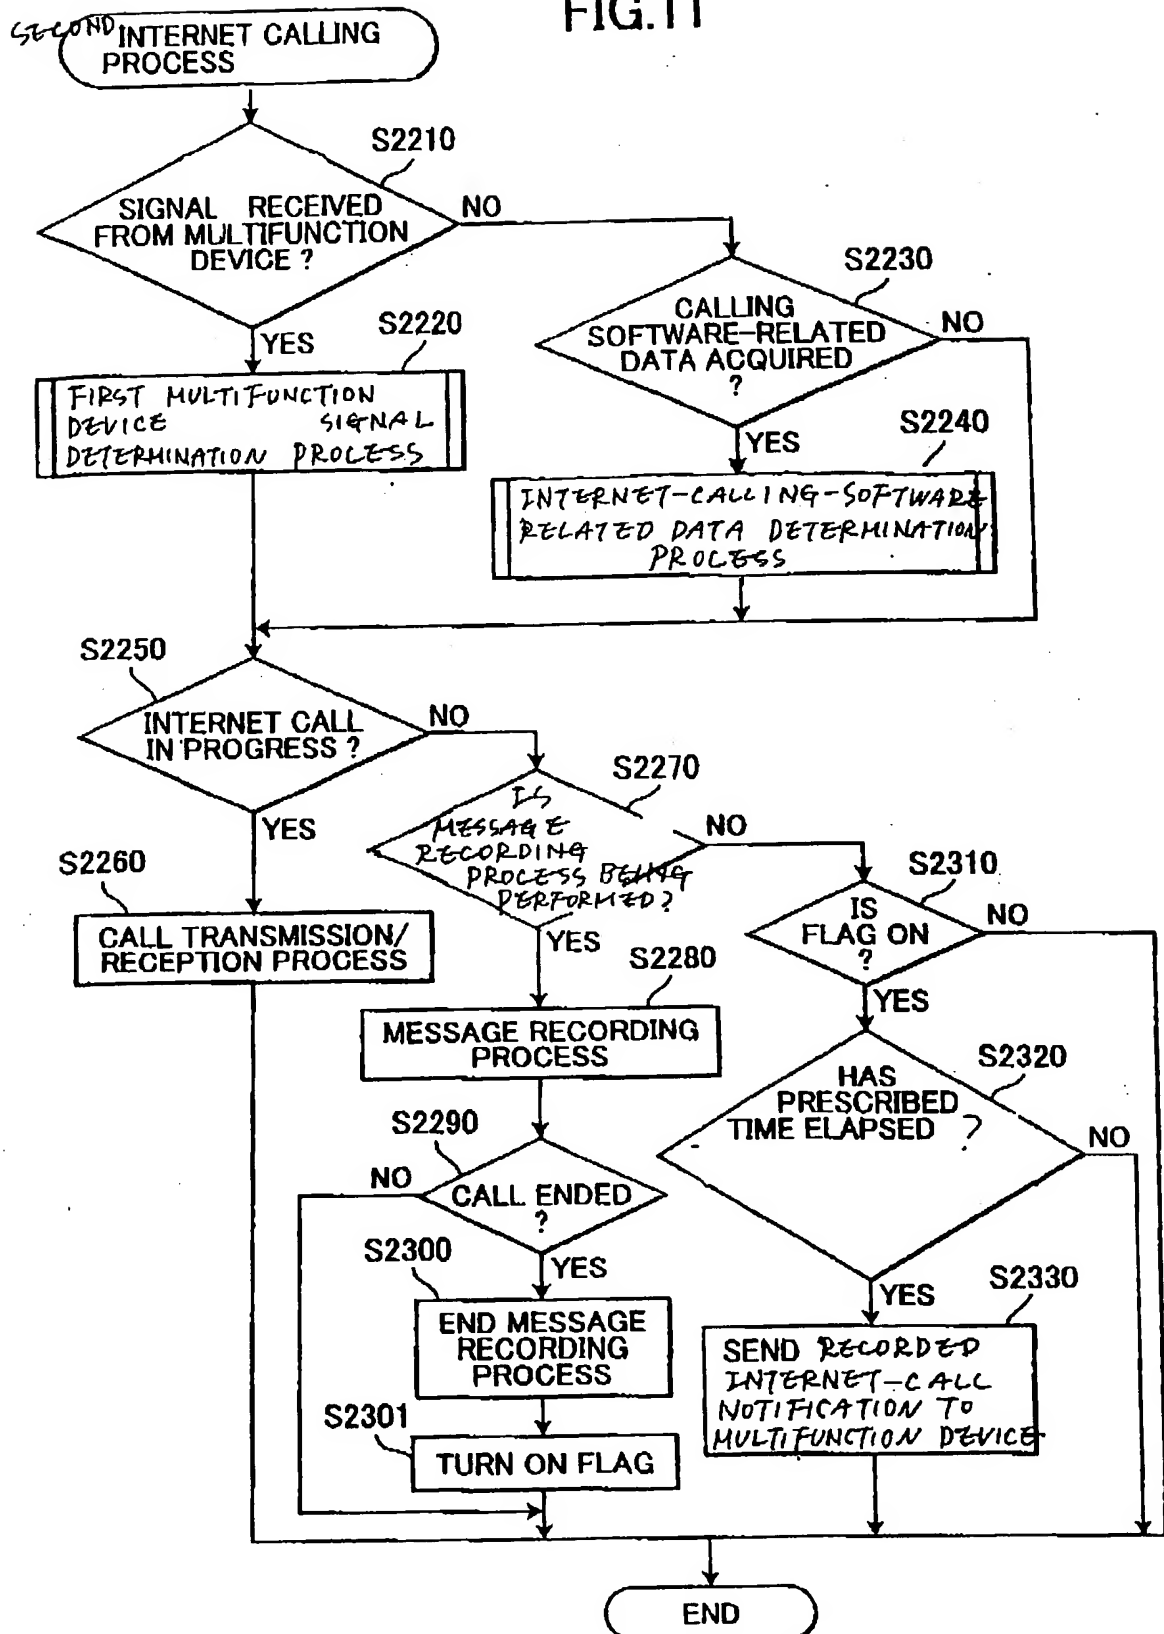 FIG.11
SECOND INTERNET CALLING
PROCESS
S2210
SIGNAL RECEIVED
FROM MULTIFUNCTION
DEVICE ?
NO
YES
S2220
FIRST MULTIFUNCTION
DEVICE SIGNAL
DETERMINATION PROCESS
S2230
CALLING
SOFTWARE-RELATED
DATA ACQUIRED
?
NO
YES
S2240
INTERNET-CALLING-SOFTWARE
RELATED DATA DETERMINATION
PROCESS
S2250
INTERNET CALL
IN PROGRESS ?
NO
YES
S2260
CALL TRANSMISSION/
RECEPTION PROCESS
S2270
IS
MESSAGE
RECORDING
PROCESS BEING
PERFORMED?
NO
YES
S2280
MESSAGE RECORDING
PROCESS
S2290
CALL ENDED
?
NO
YES
S2300
END MESSAGE
RECORDING
PROCESS
S2301
TURN ON FLAG
S2310
IS
FLAG ON
?
NO
YES
S2320
HAS
PRESCRIBED
TIME ELAPSED ?
NO
YES
S2330
SEND RECORDED
INTERNET-CALL
NOTIFICATION TO
MULTIFUNCTION DEVICE
END